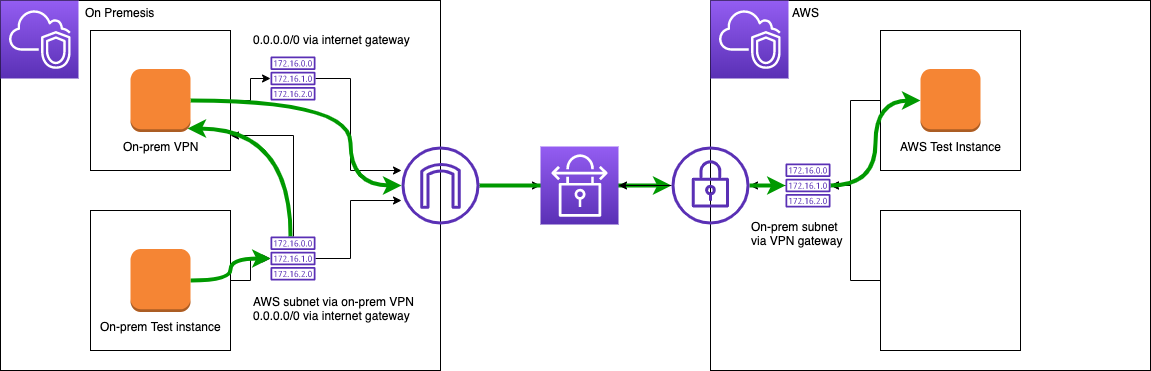 On Premesis
0.0.0.0/0 via internet gateway
172.16.0.0
172.16.1.0
172.16.2.0
On-prem VPN
172.16.0.0
172.16.1.0
172.16.2.0
On-prem Test instance
AWS subnet via on-prem VPN
0.0.0.0/0 via internet gateway
AWS
172.16.0.0
172.16.1.0
172.16.2.0
On-prem subnet
via VPN gateway
AWS Test Instance